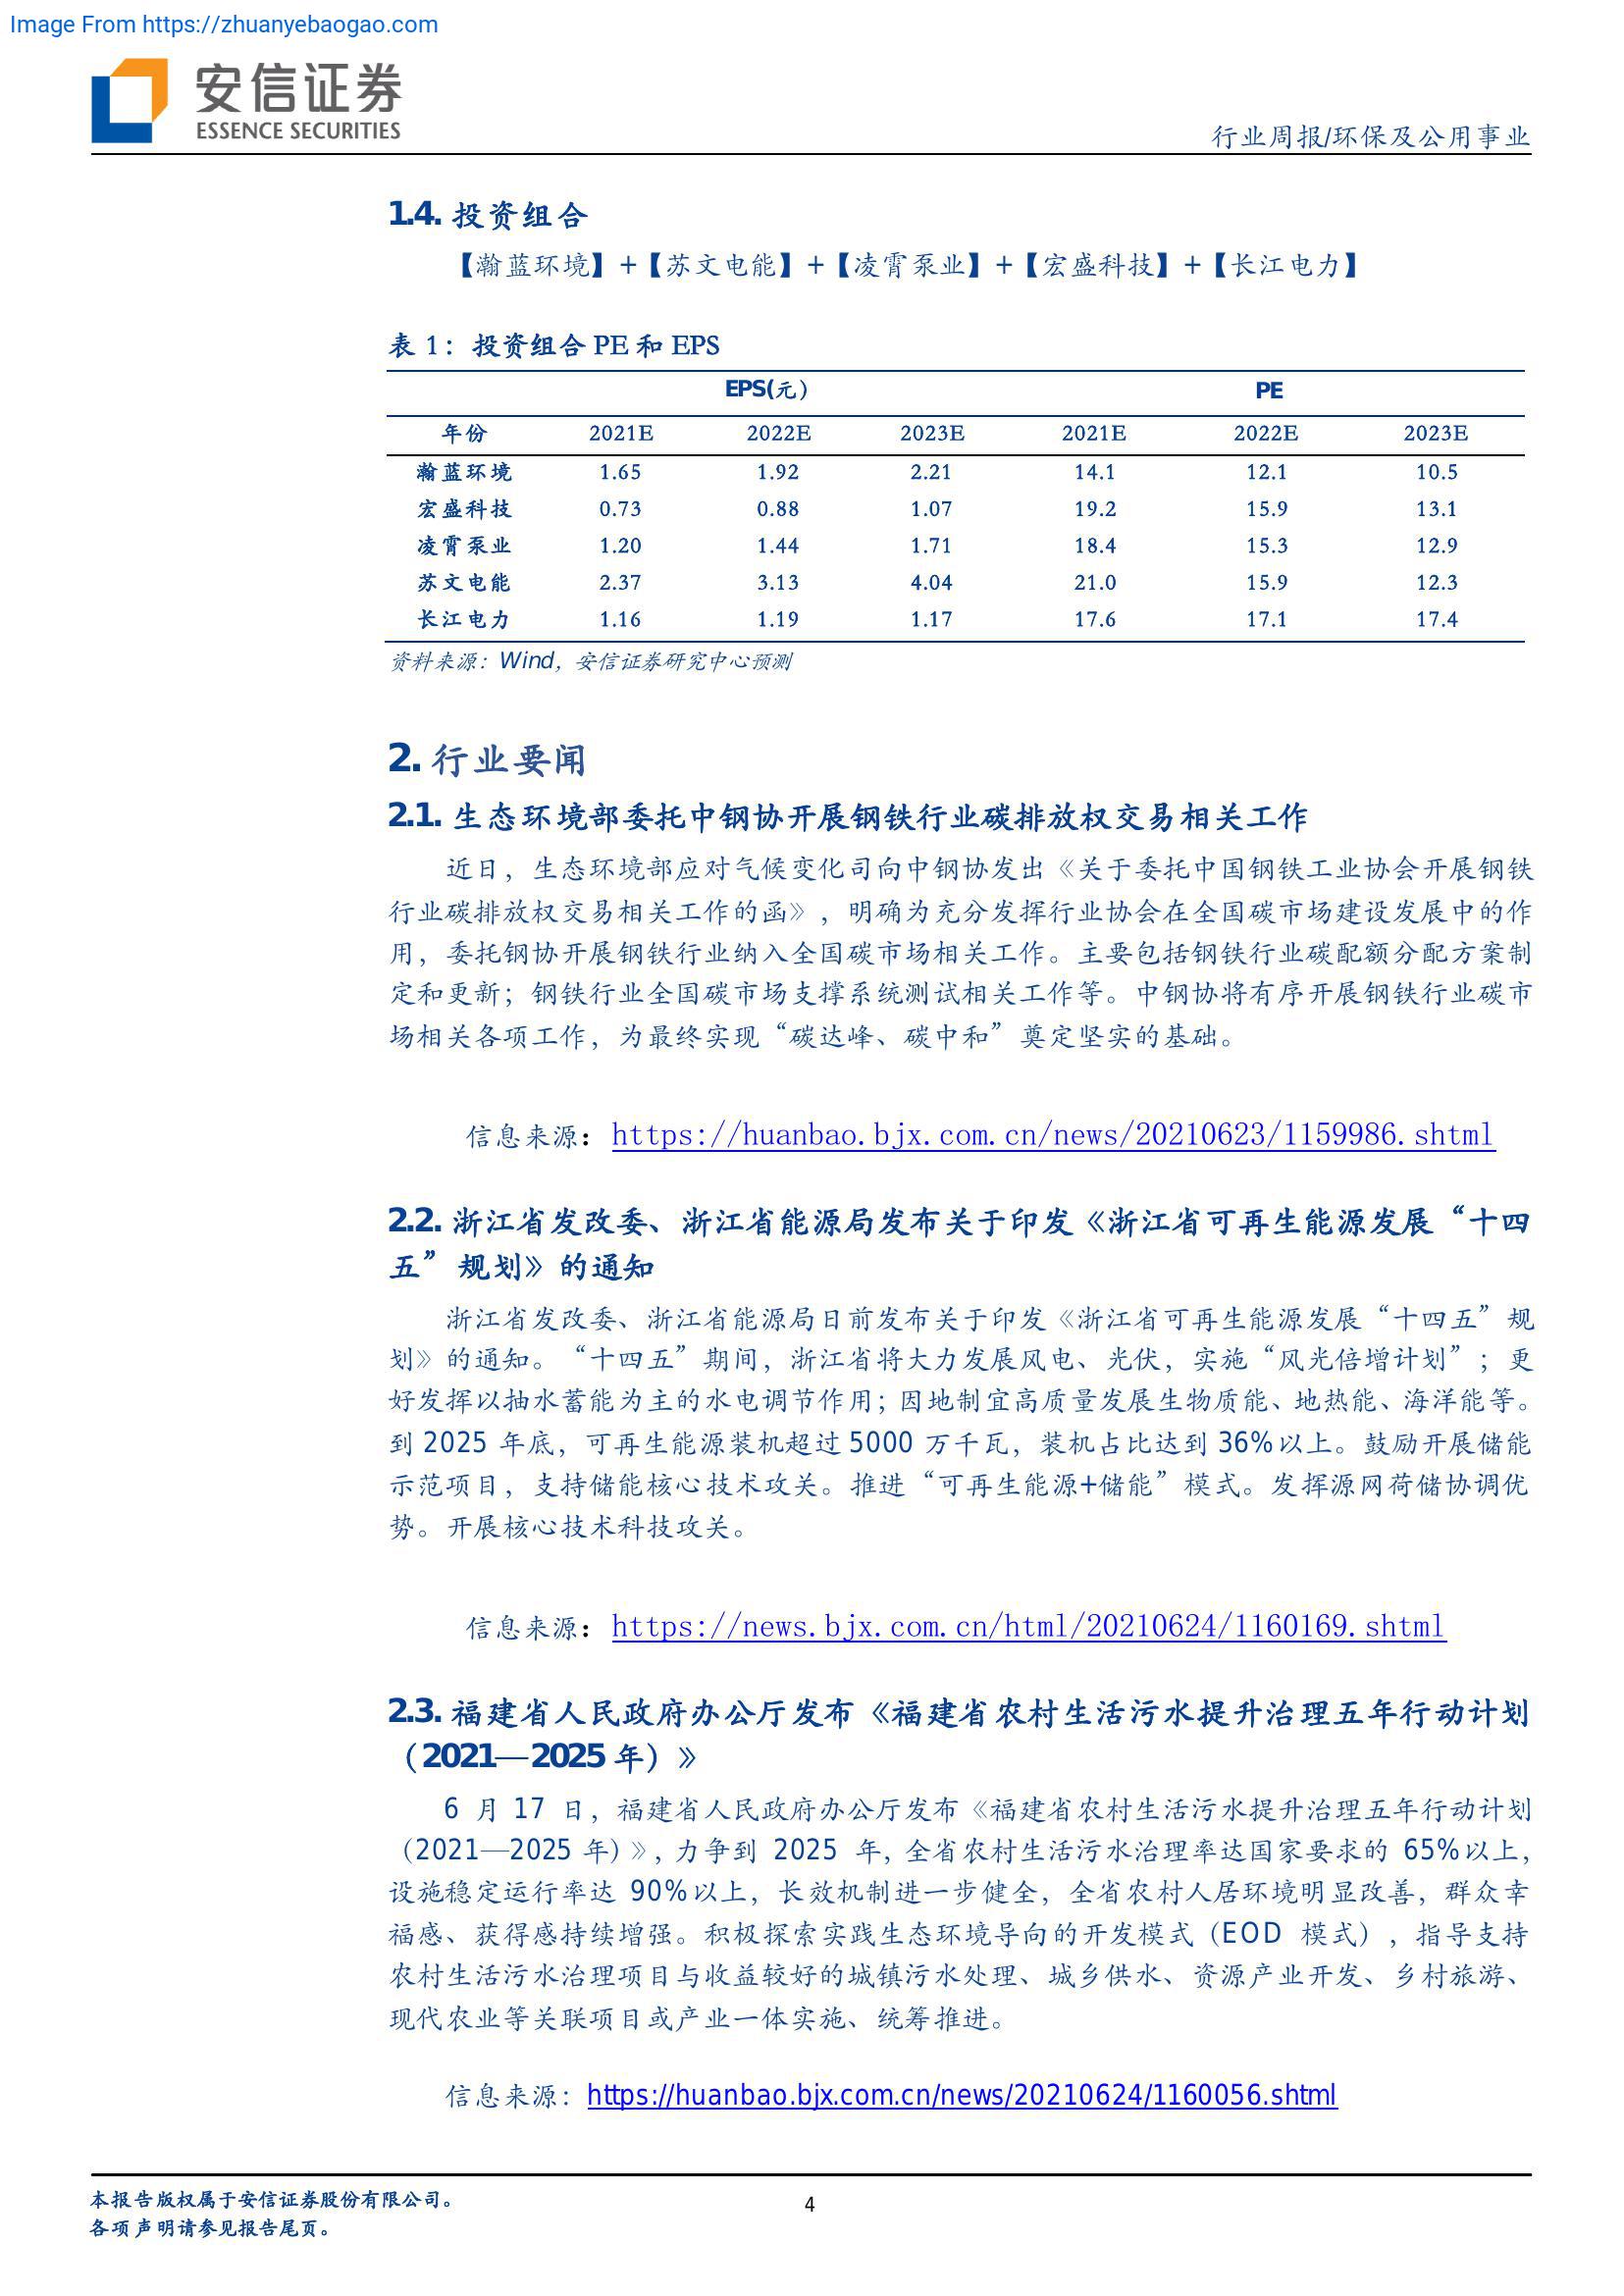 Image From https://zhuanyebaogao.com
安信证券
ESSENCE SECURITIES
行业周报/环保及公用事业
1.4. 投资组合
【瀚蓝环境】+【苏文电能】+【凌霄泵业】+【宏盛科技】+【长江电力】
表 1：投资组合 PE 和 EPS
EPS(元） PE
年份 2021E 2022E 2023E 2021E 2022E 2023E
瀚蓝环境 1.65 1.92 2.21 14.1 12.1 10.5
宏盛科技 0.73 0.88 1.07 19.2 15.9 13.1
凌霄泵业 1.20 1.44 1.71 18.4 15.3 12.9
苏文电能 2.37 3.13 4.04 21.0 15.9 12.3
长江电力 1.16 1.19 1.17 17.6 17.1 17.4
资料来源：Wind，安信证券研究中心预测
2. 行业要闻
2.1. 生态环境部委托中钢协开展钢铁行业碳排放权交易相关工作
近日，生态环境部应对气候变化司向中钢协发出《关于委托中国钢铁工业协会开展钢铁
行业碳排放权交易相关工作的函》，明确为充分发挥行业协会在全国碳市场建设发展中的作
用，委托钢协开展钢铁行业纳入全国碳市场相关工作。主要包括钢铁行业碳配额分配方案制
定和更新；钢铁行业全国碳市场支撑系统测试相关工作等。中钢协将有序开展钢铁行业碳市
场相关各项工作，为最终实现“碳达峰、碳中和”奠定坚实的基础。
信息来源：https://huanbao.bjx.com.cn/news/20210623/1159986.shtml
2.2. 浙江省发改委、浙江省能源局发布关于印发《浙江省可再生能源发展“十四
五”规划》的通知
浙江省发改委、浙江省能源局日前发布关于印发《浙江省可再生能源发展“十四五”规
划》的通知。“十四五”期间，浙江省将大力发展风电、光伏，实施“风光倍增计划”；更
好发挥以抽水蓄能为主的水电调节作用；因地制宜高质量发展生物质能、地热能、海洋能等。
到 2025 年底，可再生能源装机超过 5000 万千瓦，装机占比达到 36%以上。鼓励开展储能
示范项目，支持储能核心技术攻关。推进“可再生能源+储能”模式。发挥源网荷储协调优
势。开展核心技术科技攻关。
信息来源：https://news.bjx.com.cn/html/20210624/1160169.shtml
2.3. 福建省人民政府办公厅发布《福建省农村生活污水提升治理五年行动计划
（2021—2025 年）》
6 月 17 日，福建省人民政府办公厅发布《福建省农村生活污水提升治理五年行动计划
（2021—2025 年）》，力争到 2025 年，全省农村生活污水治理率达国家要求的 65%以上，
设施稳定运行率达 90%以上，长效机制进一步健全，全省农村人居环境明显改善，群众幸
福感、获得感持续增强。积极探索实践生态环境导向的开发模式（EOD 模式），指导支持
农村生活污水治理项目与收益较好的城镇污水处理、城乡供水、资源产业开发、乡村旅游、
现代农业等关联项目或产业一体实施、统筹推进。
信息来源：https://huanbao.bjx.com.cn/news/20210624/1160056.shtml
本报告版权属于安信证券股份有限公司。
各项声明请参见报告尾页。
4